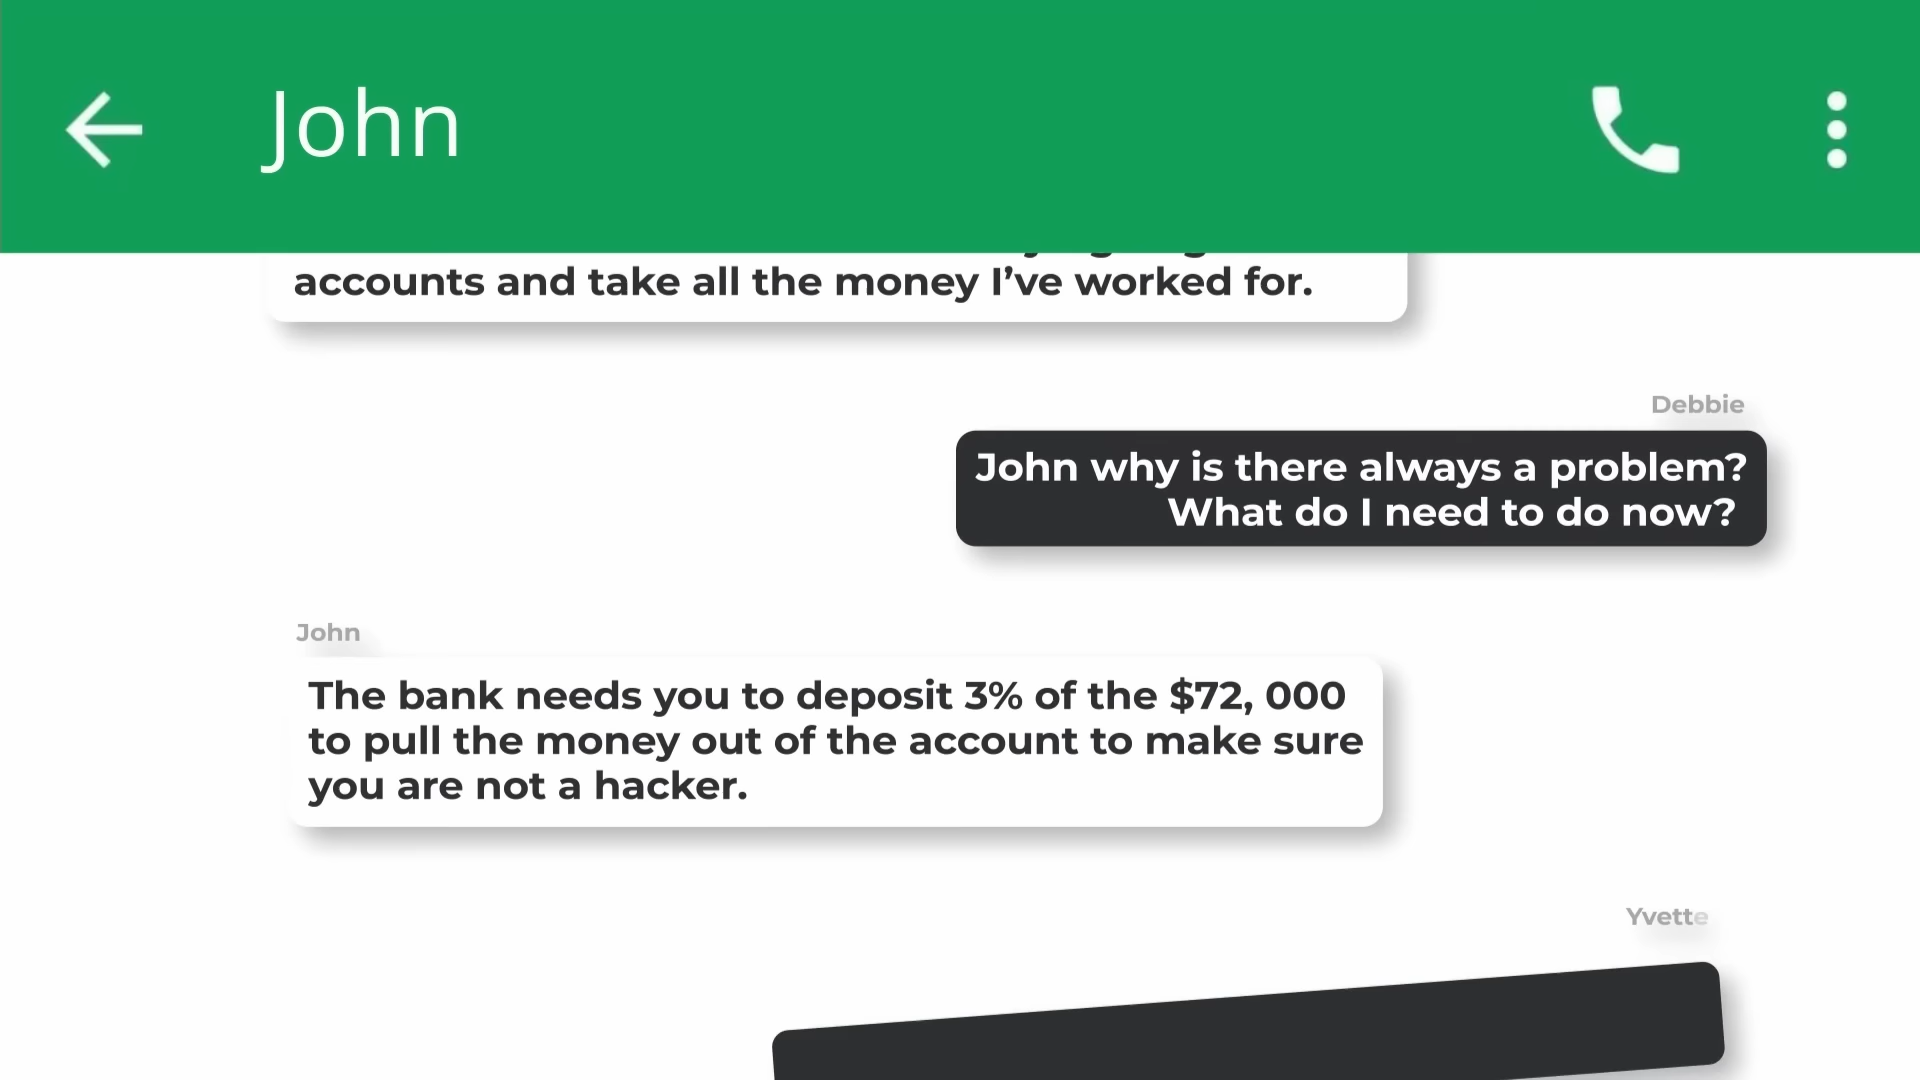 John
accounts and take all the money I’ve worked for.
Debbie
John why is there always a problem?
What do I need to do now?
John
The bank needs you to deposit 3% of the $72, 000
to pull the money out of the account to make sure
you are not a hacker.
Yvette